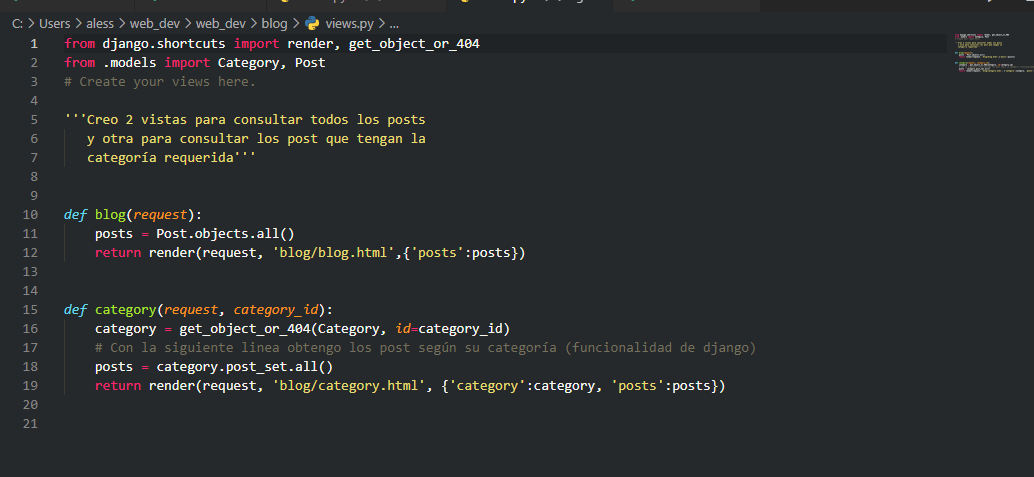 C: > Users > aless > web_dev > web_dev > blog > views.py > ...
1 from django.shortcuts import render, get_object_or_404
2 from .models import Category, Post
3 # Create your views here.
4
5 '''Creo 2 vistas para consultar todos los posts
6 y otra para consultar los post que tengan la
7 categoría requerida'''
8
9
10 def blog(request):
11 posts = Post.objects.all()
12 return render(request, 'blog/blog.html',{'posts':posts})
13
14
15 def category(request, category_id):
16 category = get_object_or_404(Category, id=category_id)
17 # Con la siguiente linea obtengo los post según su categoría (funcionalidad de django)
18 posts = category.post_set.all()
19 return render(request, 'blog/category.html', {'category':category, 'posts':posts})
20
21